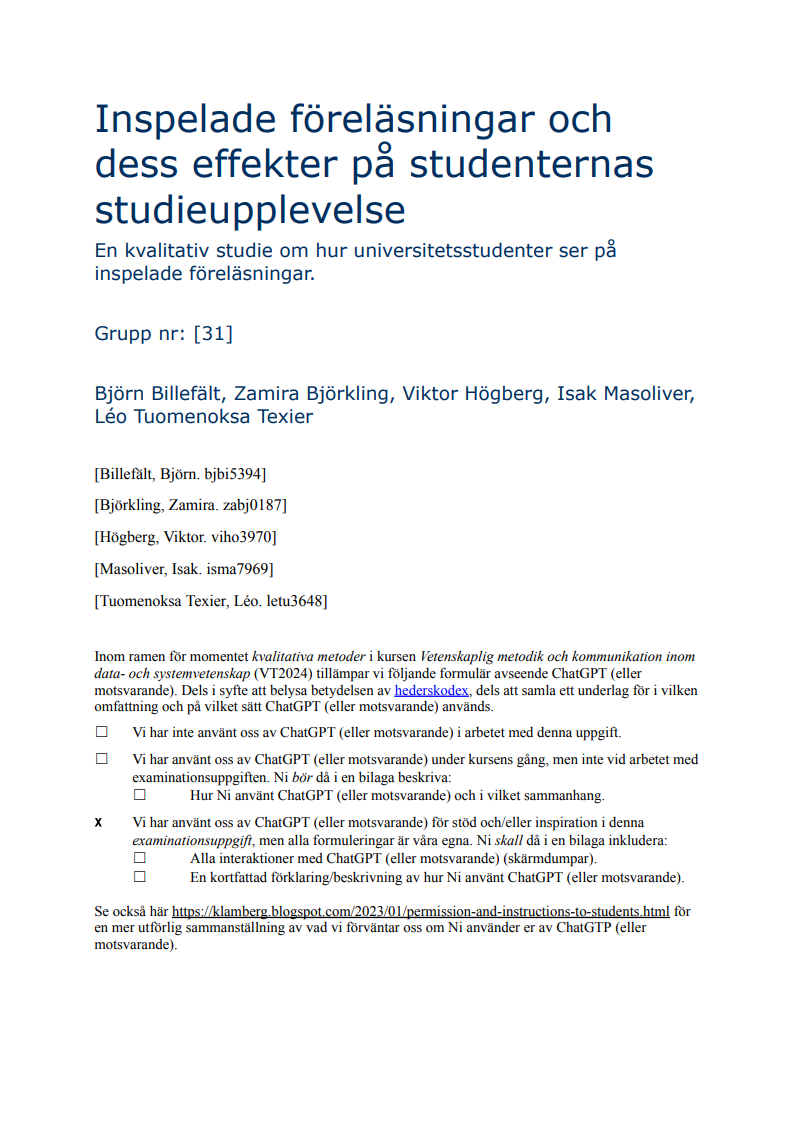 Inspelade föreläsningar och
dess effekter på studenternas
studieupplevelse
En kvalitativ studie om hur universitetsstudenter ser på
inspelade föreläsningar.
Grupp nr: [31]
Björn Billefält, Zamira Björkling, Viktor Högberg, Isak Masoliver,
Léo Tuomenoksa Texier
[Billefält, Björn. bjbi5394]
[Björkling, Zamira. zabj0187]
[Högberg, Viktor. viho3970]
[Masoliver, Isak. isma7969]
[Tuomenoksa Texier, Léo. letu3648]
Inom ramen för momentet kvalitativa metoder i kursen Vetenskaplig metodik och kommunikation inom
data- och systemvetenskap (VT2024) tillämpar vi följande formulär avseende ChatGPT (eller
motsvarande). Dels i syfte att belysa betydelsen av hederskodex, dels att samla ett underlag för i vilken
omfattning och på vilket sätt ChatGPT (eller motsvarande) används.
☐ Vi har inte använt oss av ChatGPT (eller motsvarande) i arbetet med denna uppgift.
☐ Vi har använt oss av ChatGPT (eller motsvarande) under kursens gång, men inte vid arbetet med
examinationsuppgiften. Ni bör då i en bilaga beskriva:
☐ Hur Ni använt ChatGPT (eller motsvarande) och i vilket sammanhang.
x Vi har använt oss av ChatGPT (eller motsvarande) för stöd och/eller inspiration i denna
examinationsuppgift, men alla formuleringar är våra egna. Ni skall då i en bilaga inkludera:
☐ Alla interaktioner med ChatGPT (eller motsvarande) (skärmdumpar).
☐ En kortfattad förklaring/beskrivning av hur Ni använt ChatGPT (eller motsvarande).
Se också här https://klamberg.blogspot.com/2023/01/permission-and-instructions-to-students.html för
en mer utförlig sammanställning av vad vi förväntar oss om Ni använder er av ChatGTP (eller
motsvarande).